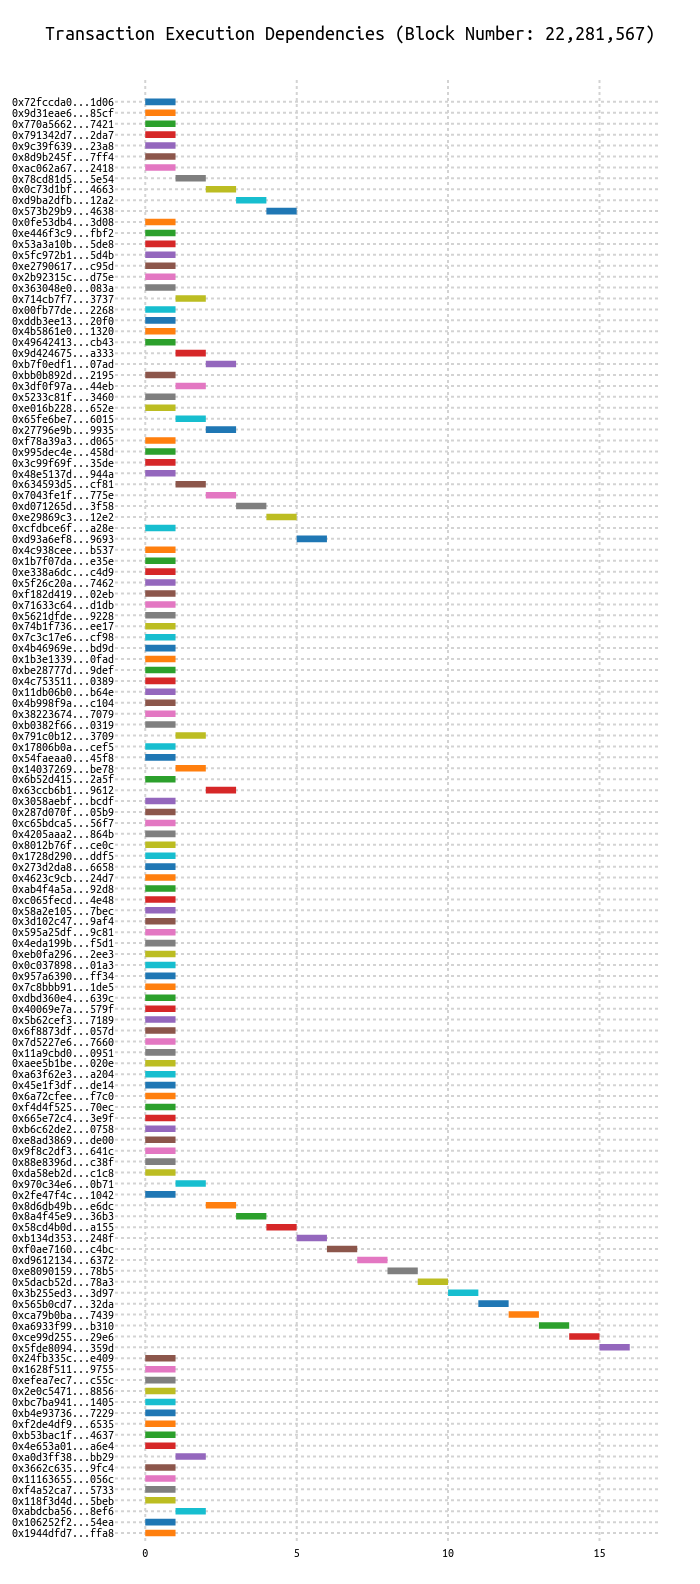 Transaction Execution Dependencies (Block Number: 22,281,567)
0x72fccda0...1d06
0x9d31eae6...85cf
0x770a5662...7421
0x791342d7...2da7
0x9c39f639...23a8
0x8d9b245f...7ff4
0xac062a67...2418
0x78cd81d5...5e54
0x0c73d1bf...4663
0xd9ba2dfb...12a2
0x573b29b9...4638
0x0fe53db4...3d08
0xe446f3c9...fbf2
0x53a3a10b...5de8
0x5fc972b1...5d4b
0xe2790617...c95d
0x2b92315c...d75e
0x363048e0...083a
0x714cb7f7...3737
0x00fb77de...2268
0xddb3ee13...20f0
0x4b5861e0...1320
0x49642413...cb43
0x9d424675...a333
0xb7f0edf1...07ad
0xbb0b892d...2195
0x3df0f97a...44eb
0x5233c81f...3460
0xe016b228...652e
0x65fe6be7...6015
0x27796e9b...9935
0xf78a39a3...d065
0x995dec4e...458d
0x3c99f69f...35de
0x48e5137d...944a
0x634593d5...cf81
0x7043fe1f...775e
0xd071265d...3f58
0xe29869c3...12e2
0xcfdbce6f...a28e
0xd93a6ef8...9693
0x4c938cee...b537
0x1b7f07da...e35e
0xe338a6dc...c4d9
0x5f26c20a...7462
0xf182d419...02eb
0x71633c64...d1db
0x5621dfde...9228
0x74b1f736...ee17
0x7c3c17e6...cf98
0x4b46969e...bd9d
0x1b3e1339...0fad
0xbe28777d...9def
0x4c753511...0389
0x11db06b0...b64e
0x4b998f9a...c104
0x38223674...7079
0xb0382f66...0319
0x791c0b12...3709
0x17806b0a...cef5
0x54faeaa0...45f8
0x14037269...be78
0x6b52d415...2a5f
0x63ccb6b1...9612
0x3058aebf...bcdf
0x287d070f...05b9
0xc65bdca5...56f7
0x4205aaa2...864b
0x8012b76f...ce0c
0x1728d290...ddf5
0x273d2da8...6658
0x4623c9cb...24d7
0xab4f4a5a...92d8
0xc065fecd...4e48
0x58a2e105...7bec
0x3d102c47...9af4
0x595a25df...9c81
0x4eda199b...f5d1
0xeb0fa296...2ee3
0x0c037898...01a3
0x957a6390...ff34
0x7c8bbb91...1de5
0xdbd360e4...639c
0x40069e7a...579f
0x5b62cef3...7189
0x6f8873df...057d
0x7d5227e6...7660
0x11a9cbd0...0951
0xaee5b1be...020e
0xa63f62e3...a204
0x45e1f3df...de14
0x6a72cfee...f7c0
0xf4d4f525...70ec
0x665e72c4...3e9f
0xb6c62de2...0758
0xe8ad3869...de00
0x9f8c2df3...641c
0x88e8396d...c38f
0xda58eb2d...c1c8
0x970c34e6...0b71
0x2fe47f4c...1042
0x8d6db49b...e6dc
0x8a4f45e9...36b3
0x58cd4b0d...a155
0xb134d353...248f
0xf0ae7160...c4bc
0xd9612134...6372
0xe8090159...78b5
0x5dacb52d...78a3
0x3b255ed3...3d97
0x565b0cd7...32da
0xca79b0ba...7439
0xa6933f99...b310
0xce99d255...29e6
0x5fde8094...359d
0x24fb335c...e409
0x1628f511...9755
0xefea7ec7...c55c
0x2e0c5471...8856
0xbc7ba941...1405
0xb4e93736...7229
0xf2de4df9...6535
0xb53bac1f...4637
0x4e653a01...a6e4
0xa0d3ff38...bb29
0x3662c635...9fc4
0x11163655...056c
0xf4a52ca7...5733
0x118f3d4d...5beb
0xabdcba56...8ef6
0x106252f2...54ea
0x1944dfd7...ffa8
0 5 10 15